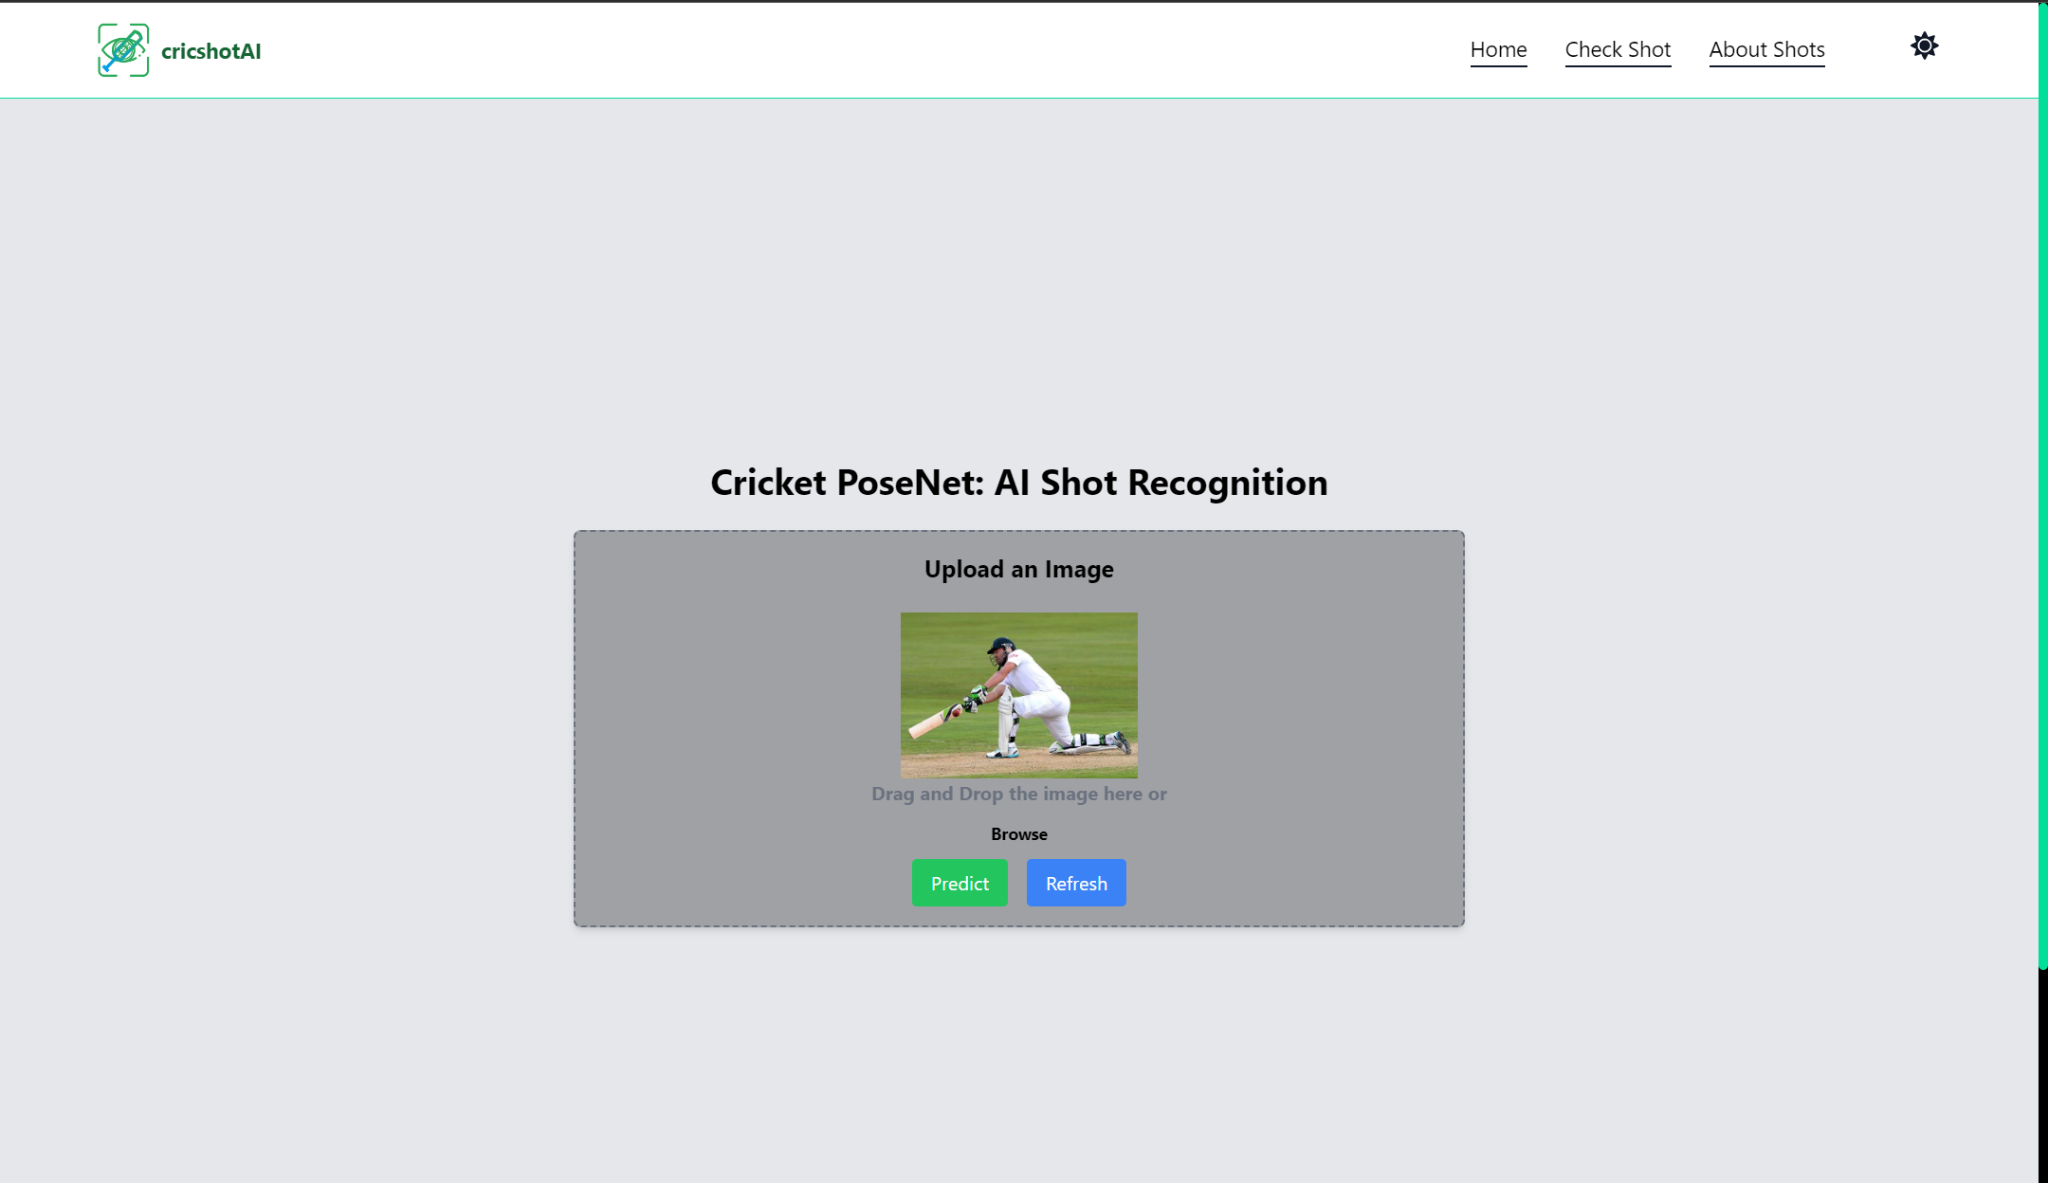 cricshotAI
Home Check Shot About Shots
Cricket PoseNet: AI Shot Recognition
Upload an Image
Drag and Drop the image here or
Browse
Predict Refresh